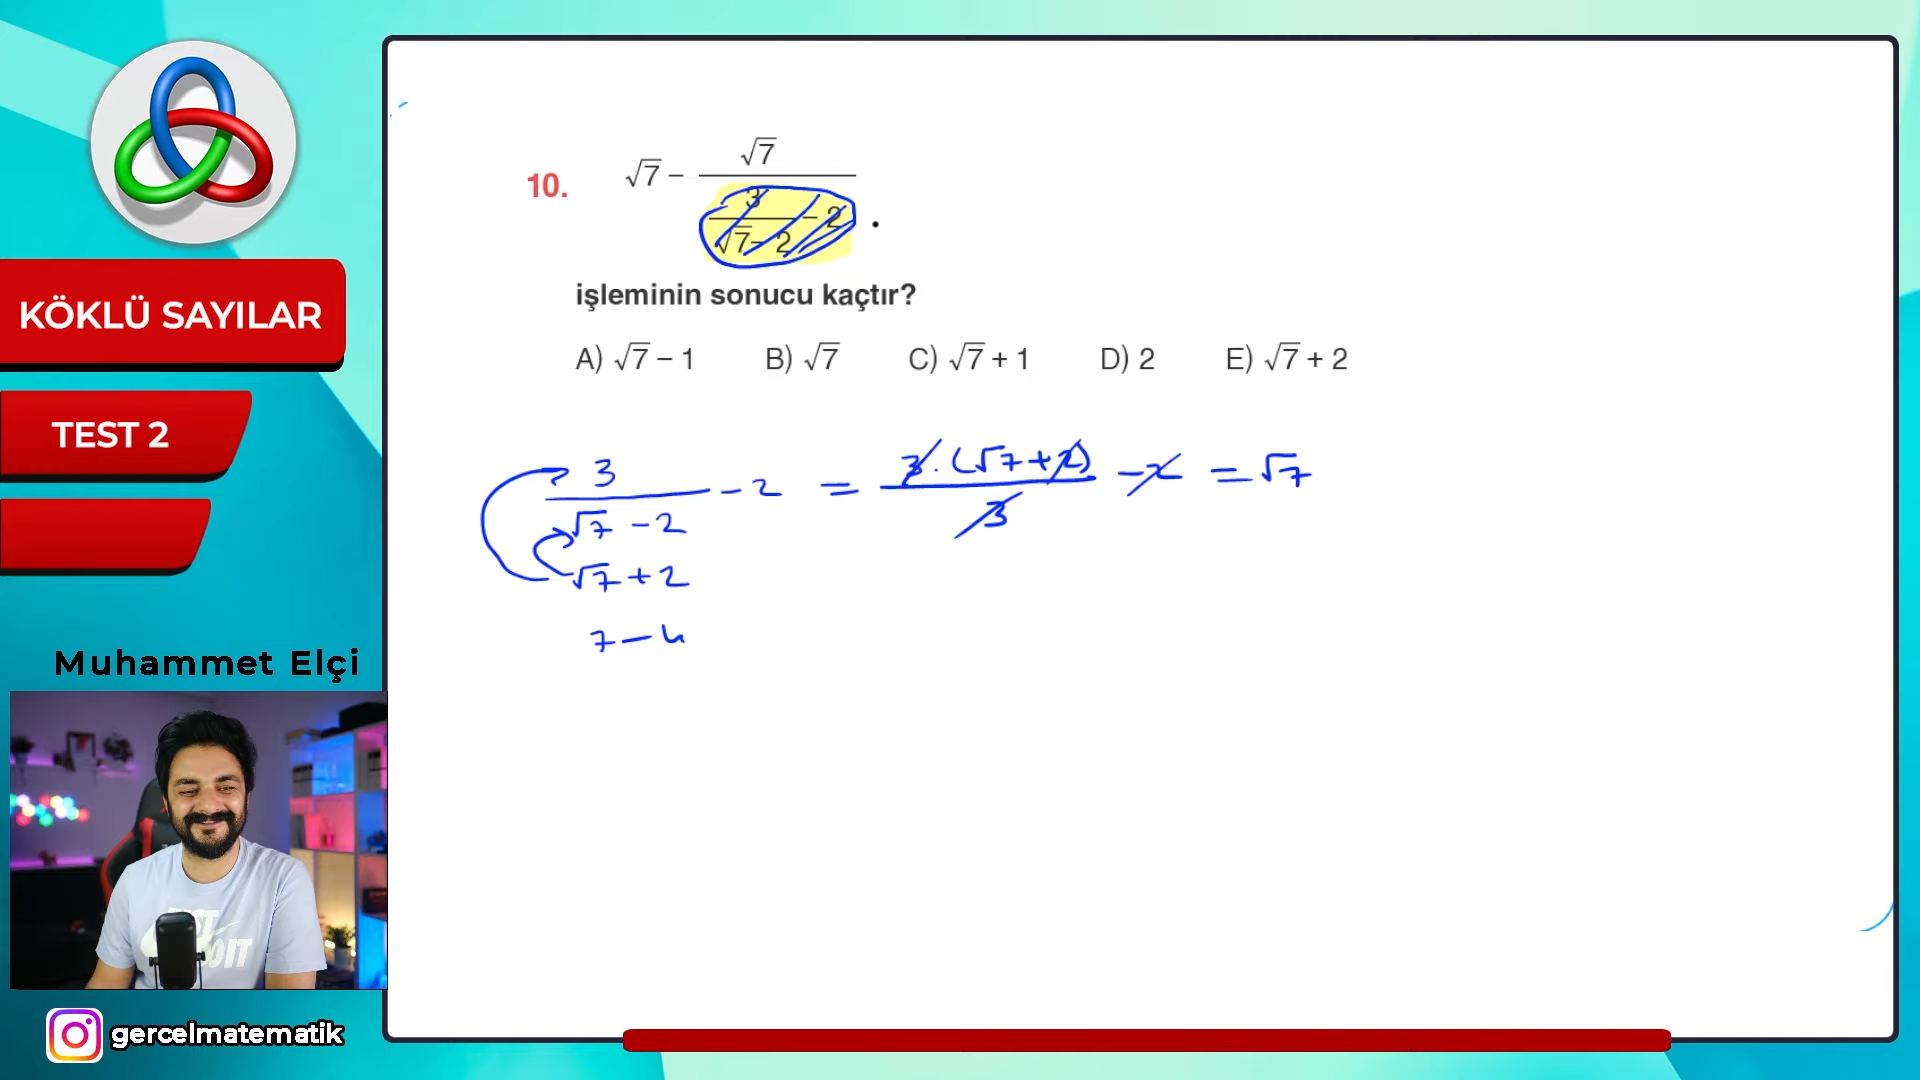 KÖKLÜ SAYILAR
TEST 2
Muhammet Elçi
gercelmatematik
10. √7 − √7 / (3/(√7 − 2) − 2) .
işleminin sonucu kaçtır?
A) √7 − 1 B) √7 C) √7 + 1 D) 2 E) √7 + 2
3/(√7 − 2) − 2 = 3·(√7+2)/3 − 2 = √7
√7 + 2
7 − 4